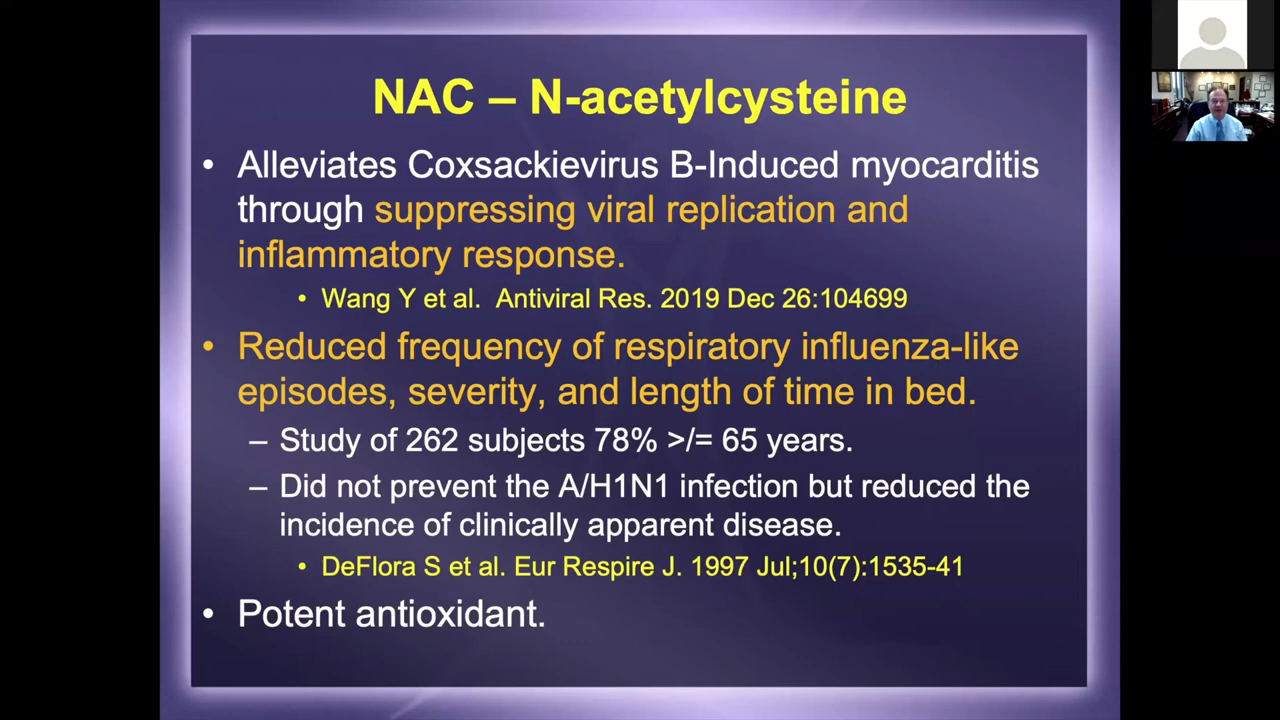 NAC – N-acetylcysteine
• Alleviates Coxsackievirus B-Induced myocarditis
through suppressing viral replication and
inflammatory response.
• Wang Y et al. Antiviral Res. 2019 Dec 26:104699
• Reduced frequency of respiratory influenza-like
episodes, severity, and length of time in bed.
– Study of 262 subjects 78% >/= 65 years.
– Did not prevent the A/H1N1 infection but reduced the
incidence of clinically apparent disease.
• DeFlora S et al. Eur Respire J. 1997 Jul;10(7):1535-41
• Potent antioxidant.